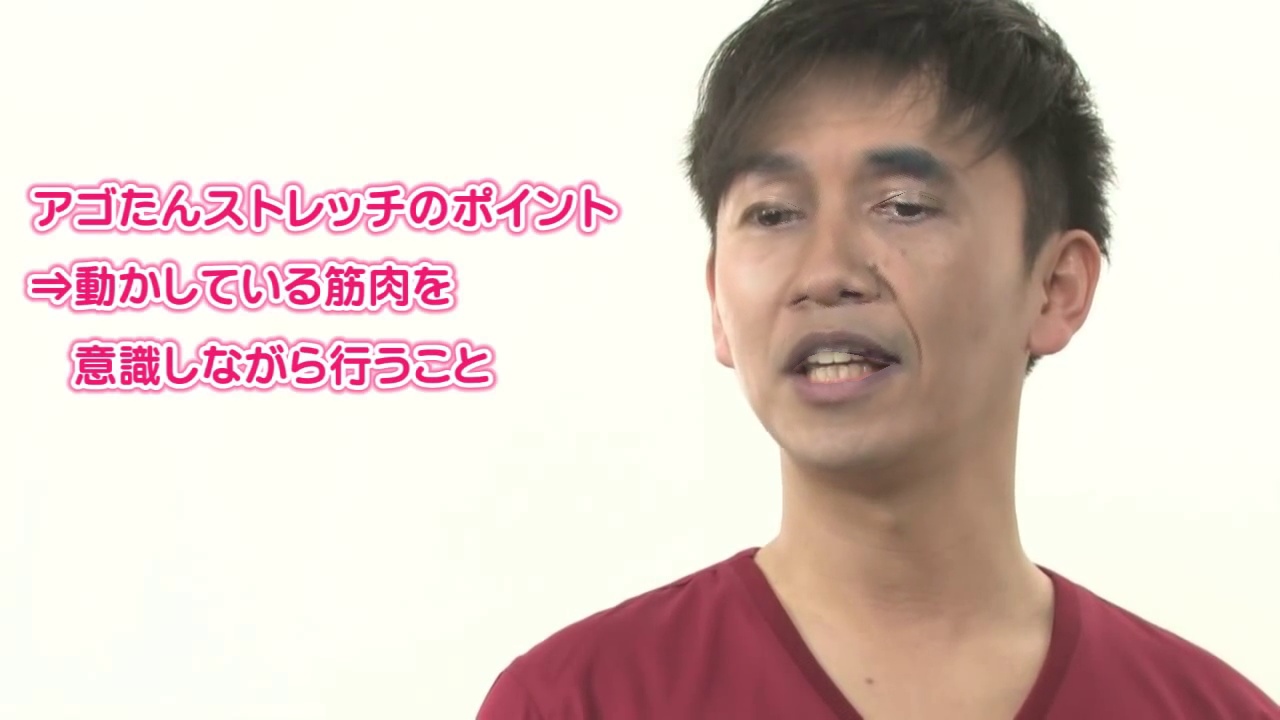 アゴたんストレッチのポイント
⇒動かしている筋肉を
意識しながら行うこと